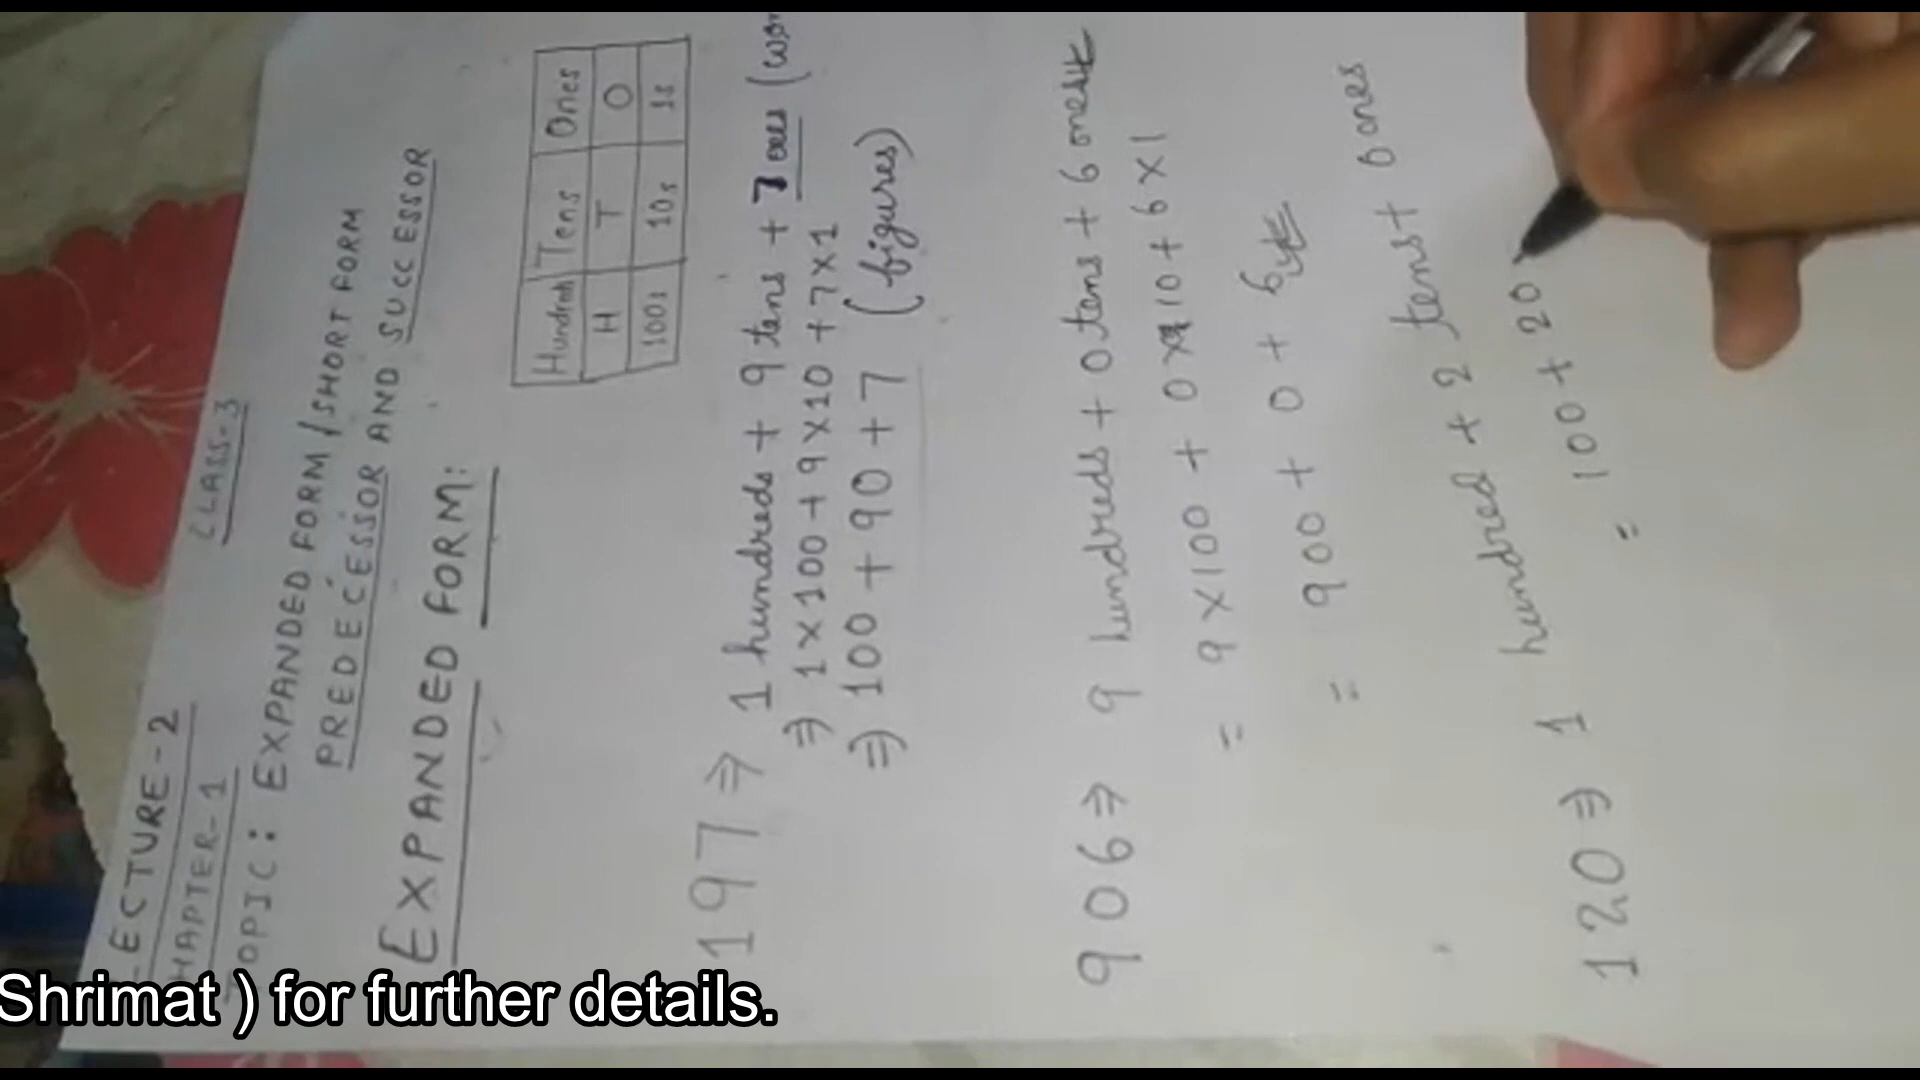 LECTURE-2
CHAPTER-1 CLASS-3
TOPIC: EXPANDED FORM/SHORT FORM
PREDECESSOR AND SUCCESSOR
EXPANDED FORM:
Hundreds Tens Ones
H T O
100s 10s 1s
197 ⇒ 1 hundreds + 9 tens + 7 ones
⇒ 1×100+9×10+7×1
⇒ 100+90+7 (figures)
906 ⇒ 9 hundreds + 0 tens + 6 ones
= 9×100 + 0×10+6×1
= 900 + 0 + 6
120 ⇒ 1 hundred + 2 tens + 0 ones
= 100 + 20
Shrimat ) for further details.